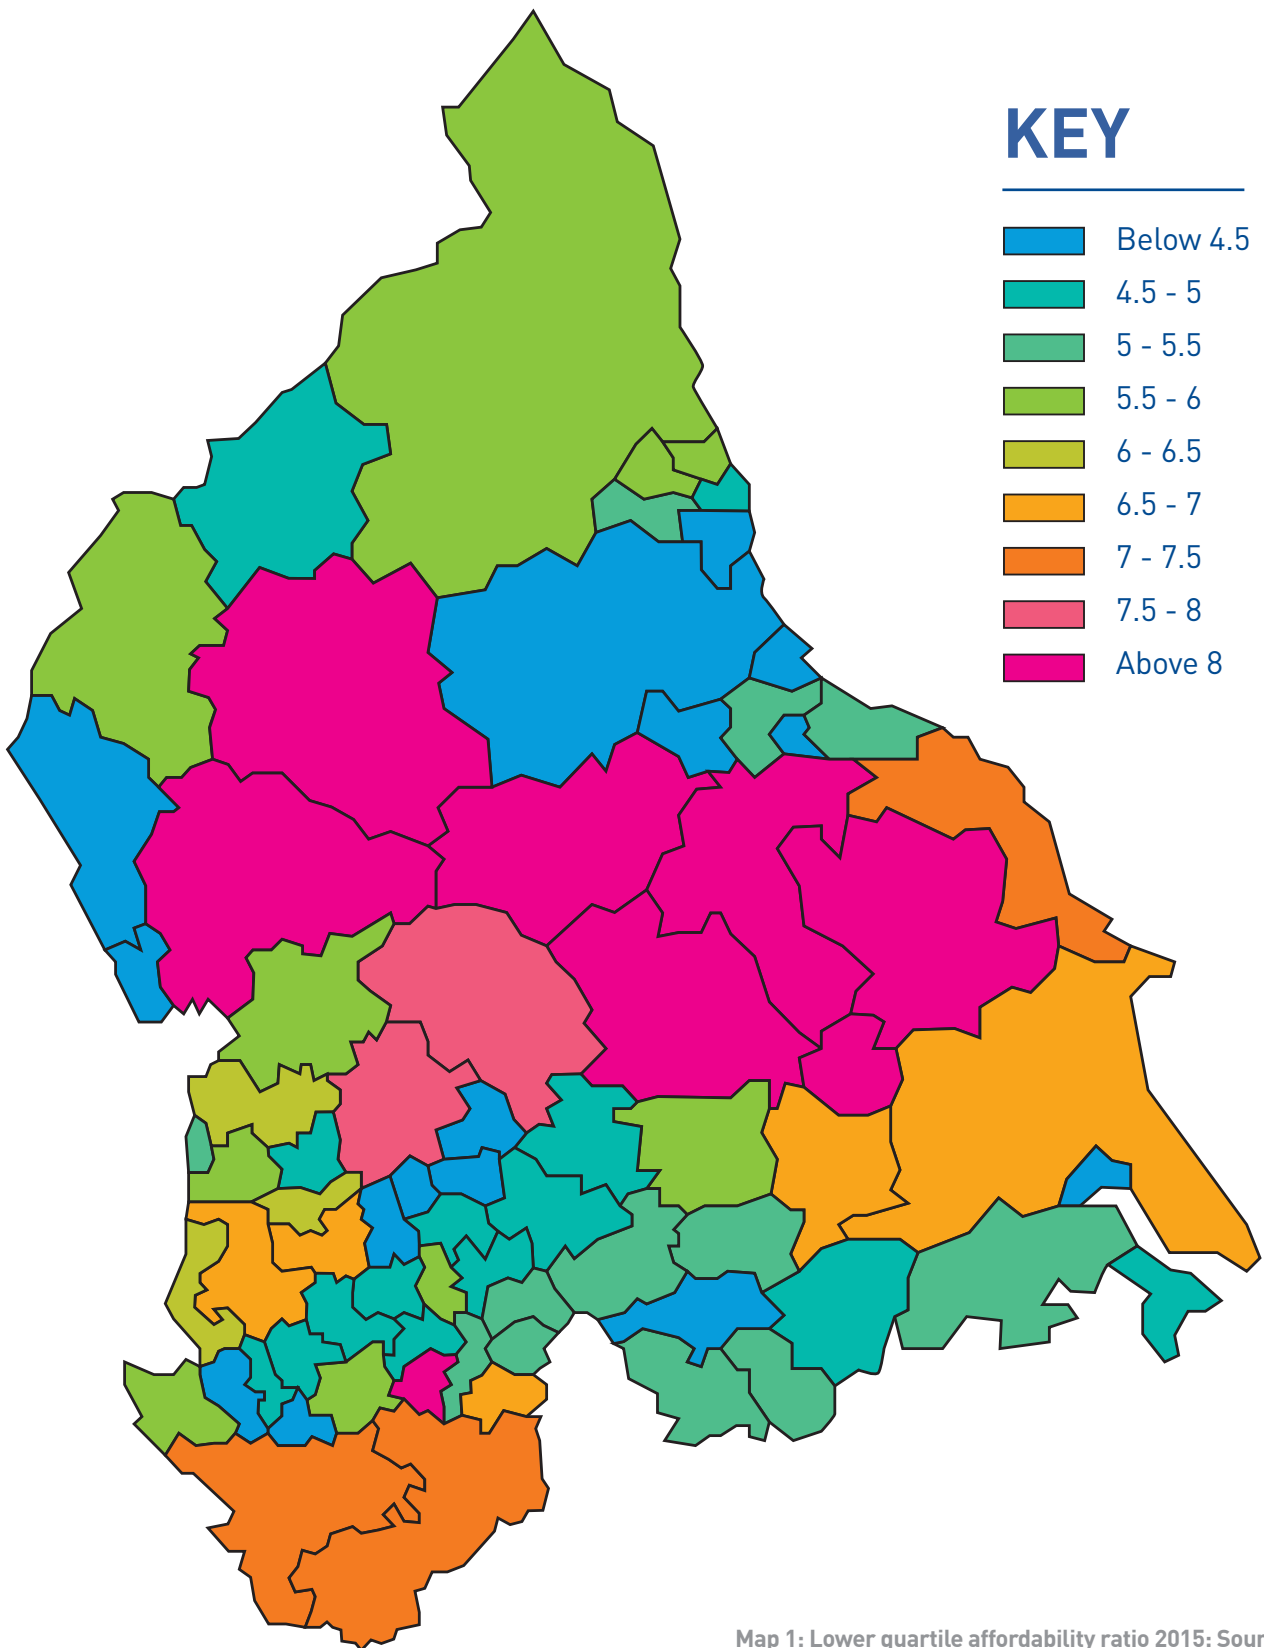 KEY
Below 4.5
4.5 - 5
5 - 5.5
5.5 - 6
6 - 6.5
6.5 - 7
7 - 7.5
7.5 - 8
Above 8
Map 1: Lower quartile affordability ratio 2015: Sour